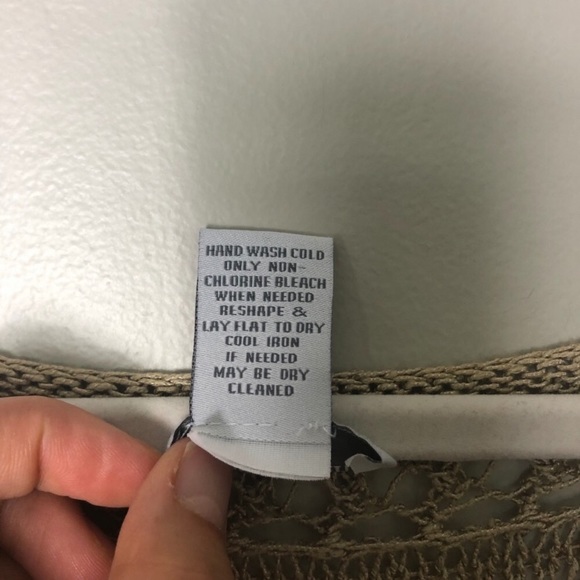 HAND WASH COLD
ONLY NON-
CHLORINE BLEACH
WHEN NEEDED
RESHAPE &
LAY FLAT TO DRY
COOL IRON
IF NEEDED
MAY BE DRY
CLEANED